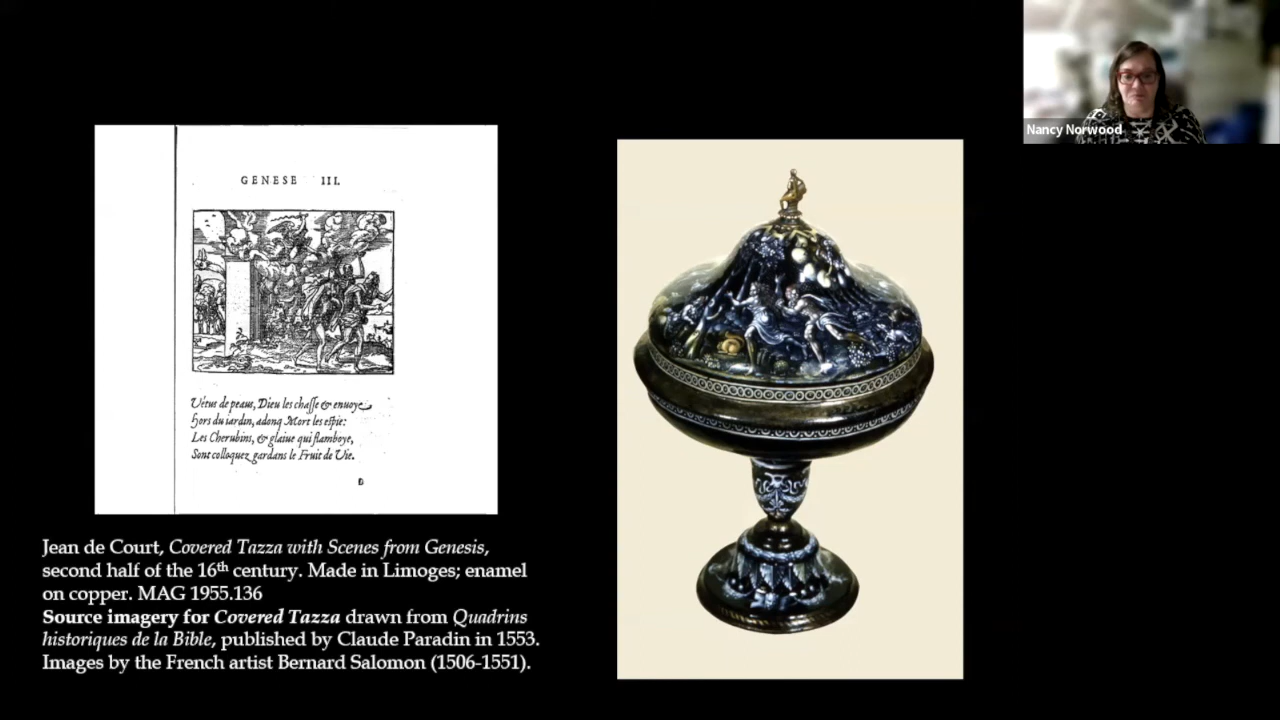 Nancy Norwood
GENESE III.
Vétus de peaus, Dieu les chasse & enuoye
hors du iardin, adonq Mort les espie:
Les Cherubins, & glaiue qui flamboye,
Sont colloquez gardans le Fruit de Vie.
Jean de Court, Covered Tazza with Scenes from Genesis,
second half of the 16th century. Made in Limoges; enamel
on copper. MAG 1955.136
Source imagery for Covered Tazza drawn from Quadrins
historiques de la Bible, published by Claude Paradin in 1553.
Images by the French artist Bernard Salomon (1506-1551).